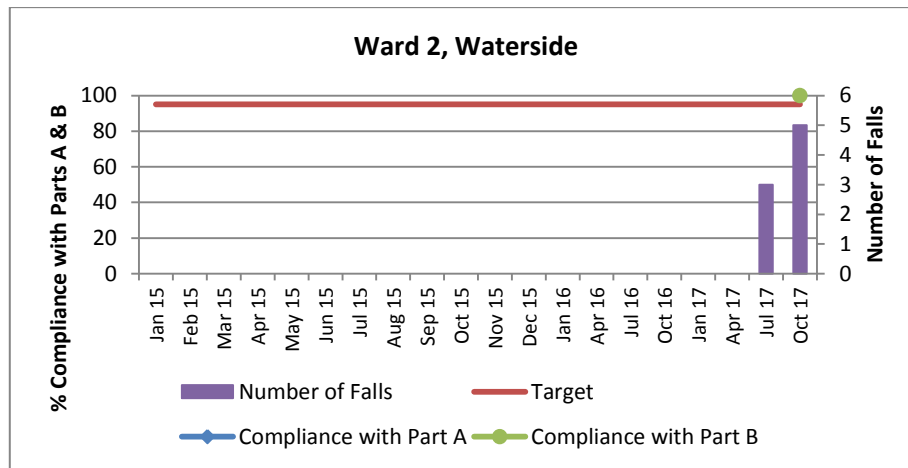 Ward 2, Waterside
% Compliance with Parts A & B
100
80
60
40
20
0
6
5
4
3
2
1
0
Number of Falls
Jan 15
Feb 15
Mar 15
Apr 15
May 15
Jun 15
Jul 15
Aug 15
Sep 15
Oct 15
Nov 15
Dec 15
Jan 16
Apr 16
Jul 16
Oct 16
Jan 17
Apr 17
Jul 17
Oct 17
Number of Falls
Target
Compliance with Part A
Compliance with Part B